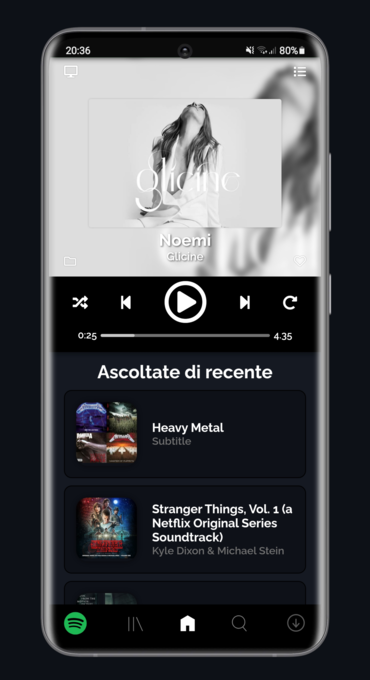 20:36
80%
glicine
Noemi
Glicine
0:25
4.35
Ascoltate di recente
Heavy Metal
Subtitle
Stranger Things, Vol. 1 (a
Netflix Original Series
Soundtrack)
Kyle Dixon & Michael Stein